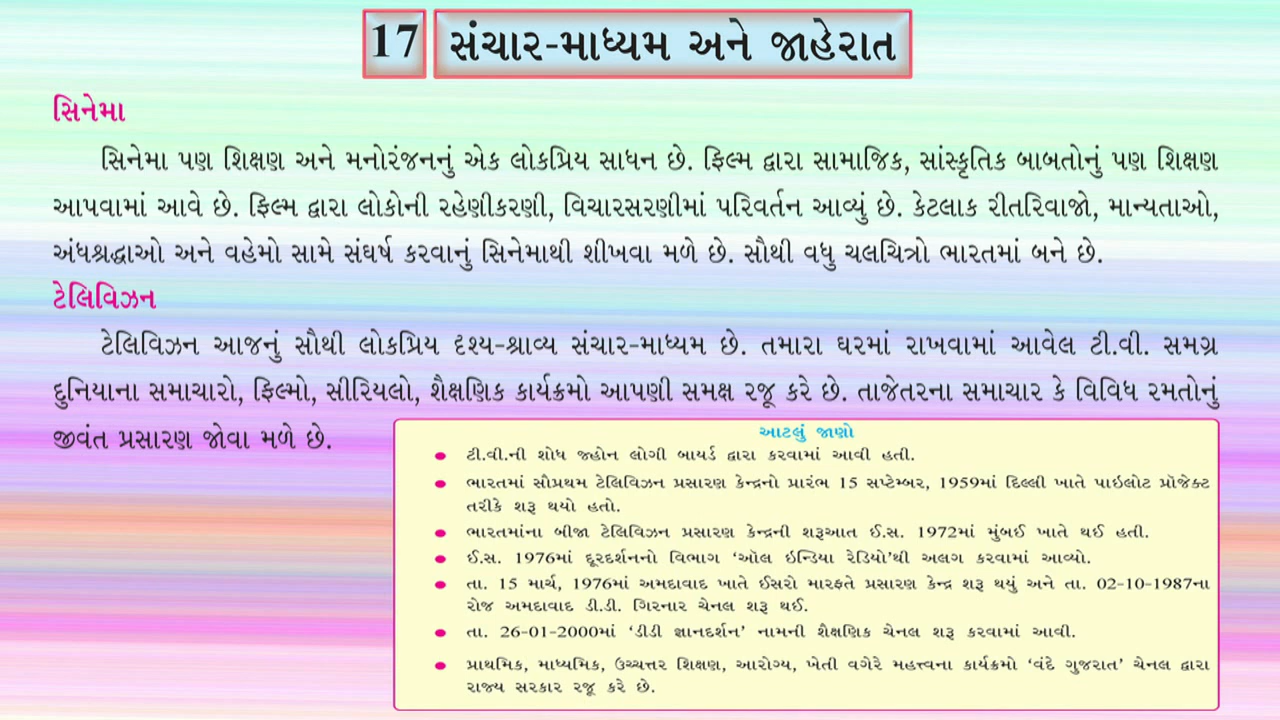 17 સંચાર-માધ્યમ અને જાહેરાત
સિનેમા
સિનેમા પણ શિક્ષણ અને મનોરંજનનું એક લોકપ્રિય સાધન છે. ફિલ્મ દ્વારા સામાજિક, સાંસ્કૃતિક બાબતોનું પણ શિક્ષણ
આપવામાં આવે છે. ફિલ્મ દ્વારા લોકોની રહેણીકરણી, વિચારસરણીમાં પરિવર્તન આવ્યું છે. કેટલાક રીતરિવાજો, માન્યતાઓ,
અંધશ્રદ્ધાઓ અને વહેમો સામે સંઘર્ષ કરવાનું સિનેમાથી શીખવા મળે છે. સૌથી વધુ ચલચિત્રો ભારતમાં બને છે.
ટેલિવિઝન
ટેલિવિઝન આજનું સૌથી લોકપ્રિય દૃશ્ય-શ્રાવ્ય સંચાર-માધ્યમ છે. તમારા ઘરમાં રાખવામાં આવેલ ટી.વી. સમગ્ર
દુનિયાના સમાચારો, ફિલ્મો, સીરિયલો, શૈક્ષણિક કાર્યક્રમો આપણી સમક્ષ રજૂ કરે છે. તાજેતરના સમાચાર કે વિવિધ રમતોનું
જીવંત પ્રસારણ જોવા મળે છે.
આટલું જાણો
• ટી.વી.ની શોધ જ્હોન લોગી બાયર્ડ દ્વારા કરવામાં આવી હતી.
• ભારતમાં સૌપ્રથમ ટેલિવિઝન પ્રસારણ કેન્દ્રનો પ્રારંભ 15 સપ્ટેમ્બર, 1959માં દિલ્લી ખાતે પાઇલોટ પ્રૉજેક્ટ
તરીકે શરૂ થયો હતો.
• ભારતમાંના બીજા ટેલિવિઝન પ્રસારણ કેન્દ્રની શરૂઆત ઈ.સ. 1972માં મુંબઈ ખાતે થઈ હતી.
• ઈ.સ. 1976માં દૂરદર્શનનો વિભાગ ‘ઑલ ઇન્ડિયા રેડિયો’થી અલગ કરવામાં આવ્યો.
• તા. 15 માર્ચ, 1976માં અમદાવાદ ખાતે ઈસરો મારફતે પ્રસારણ કેન્દ્ર શરૂ થયું અને તા. 02-10-1987ના
રોજ અમદાવાદ ડી.ડી. ગિરનાર ચેનલ શરૂ થઈ.
• તા. 26-01-2000માં ‘ડીડી જ્ઞાનદર્શન’ નામની શૈક્ષણિક ચેનલ શરૂ કરવામાં આવી.
• પ્રાથમિક, માધ્યમિક, ઉચ્ચત્તર શિક્ષણ, આરોગ્ય, ખેતી વગેરે મહત્ત્વના કાર્યક્રમો ‘વંદે ગુજરાત’ ચેનલ દ્વારા
રાજ્ય સરકાર રજૂ કરે છે.